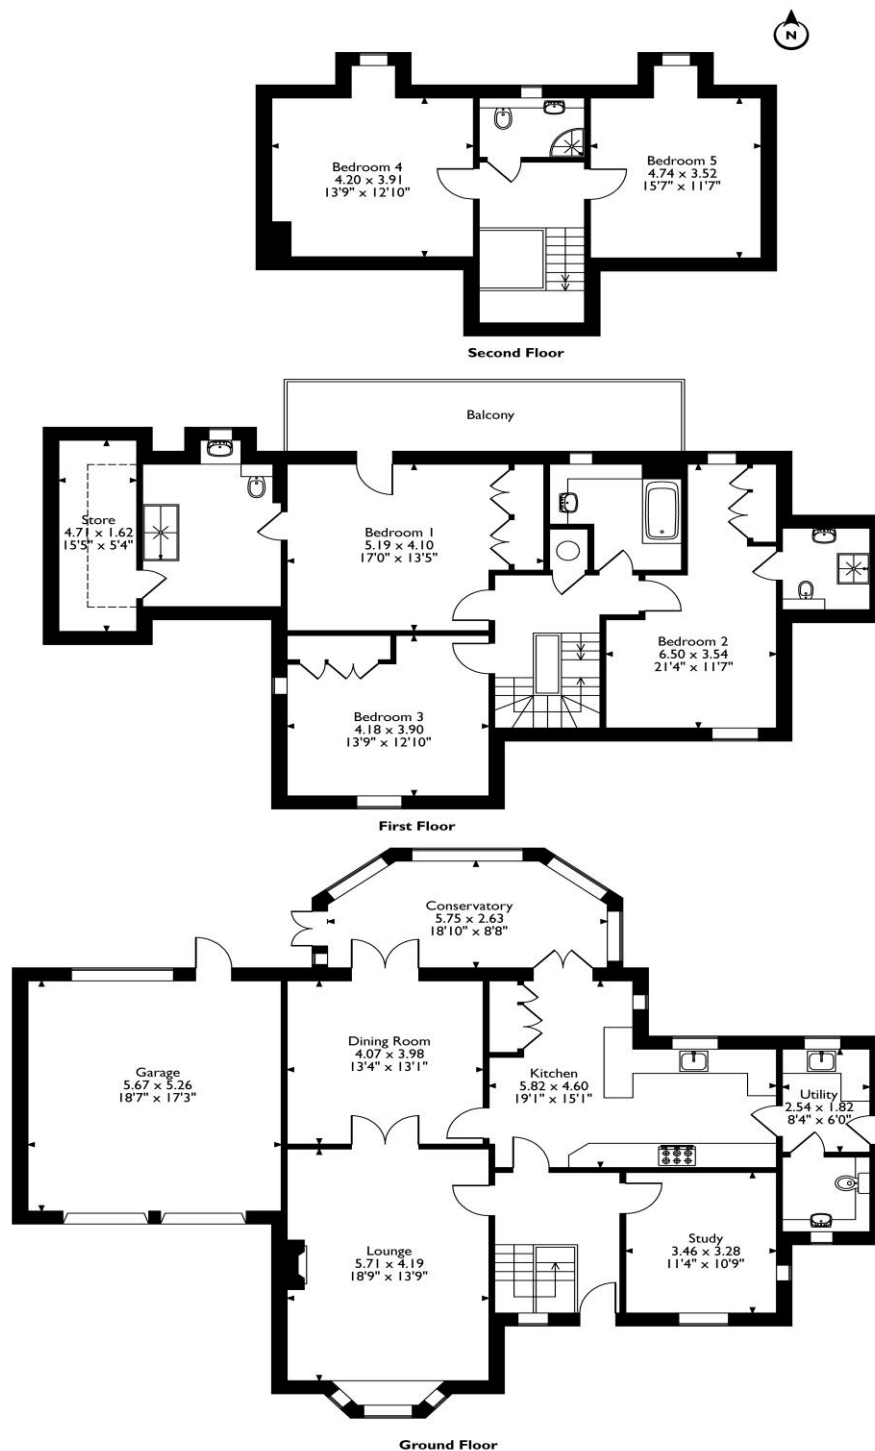 N
Bedroom 4
4.20 x 3.91
13'9" x 12'10"
Bedroom 5
4.74 x 3.52
15'7" x 11'7"
Second Floor
Balcony
Store
4.71 x 1.62
15'5" x 5'4"
Bedroom 1
5.19 x 4.10
17'0" x 13'5"
Bedroom 2
6.50 x 3.54
21'4" x 11'7"
Bedroom 3
4.18 x 3.90
13'9" x 12'10"
First Floor
Conservatory
5.75 x 2.63
18'10" x 8'8"
Garage
5.67 x 5.26
18'7" x 17'3"
Dining Room
4.07 x 3.98
13'4" x 13'1"
Kitchen
5.82 x 4.60
19'1" x 15'1"
Utility
2.54 x 1.82
8'4" x 6'0"
Lounge
5.71 x 4.19
18'9" x 13'9"
Study
3.46 x 3.28
11'4" x 10'9"
Ground Floor